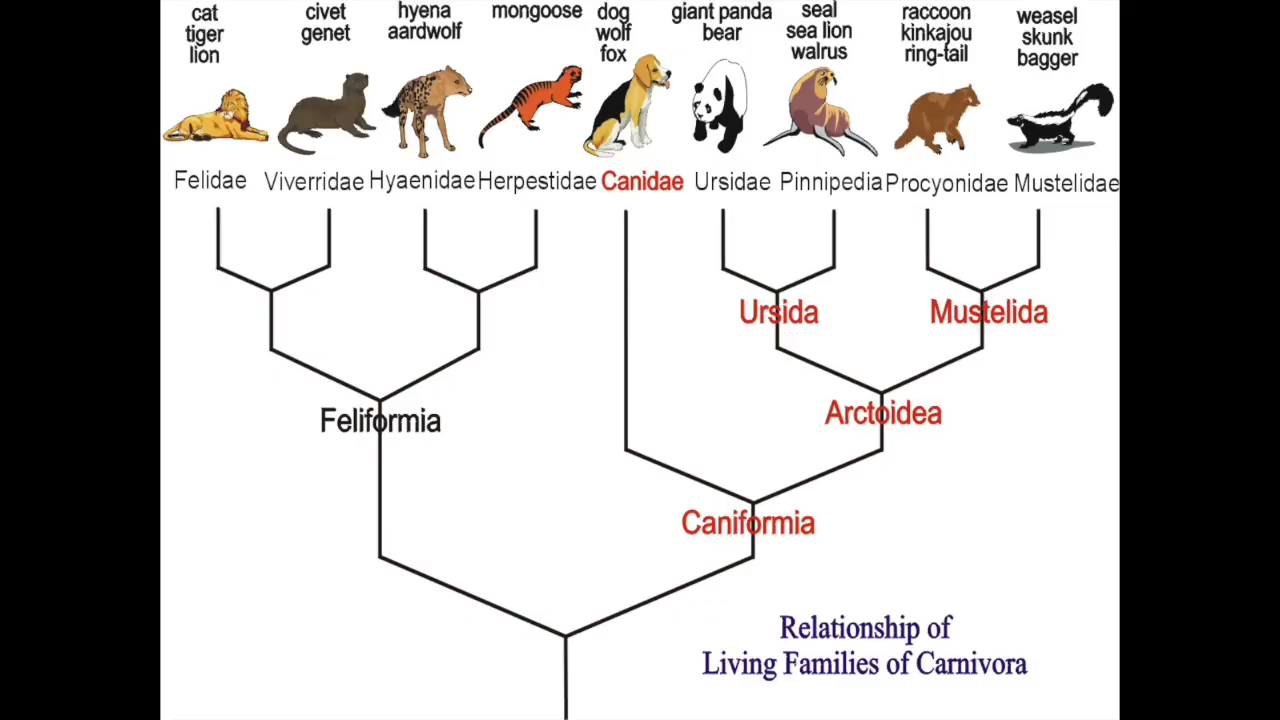 cat
tiger
lion
civet
genet
hyena
aardwolf
mongoose
dog
wolf
fox
giant panda
bear
seal
sea lion
walrus
raccoon
kinkajou
ring-tail
weasel
skunk
bagger
Felidae
Viverridae
Hyaenidae
Herpestidae
Canidae
Ursidae
Pinnipedia
Procyonidae
Mustelidae
Ursida
Mustelida
Feliformia
Arctoidea
Caniformia
Relationship of
Living Families of Carnivora